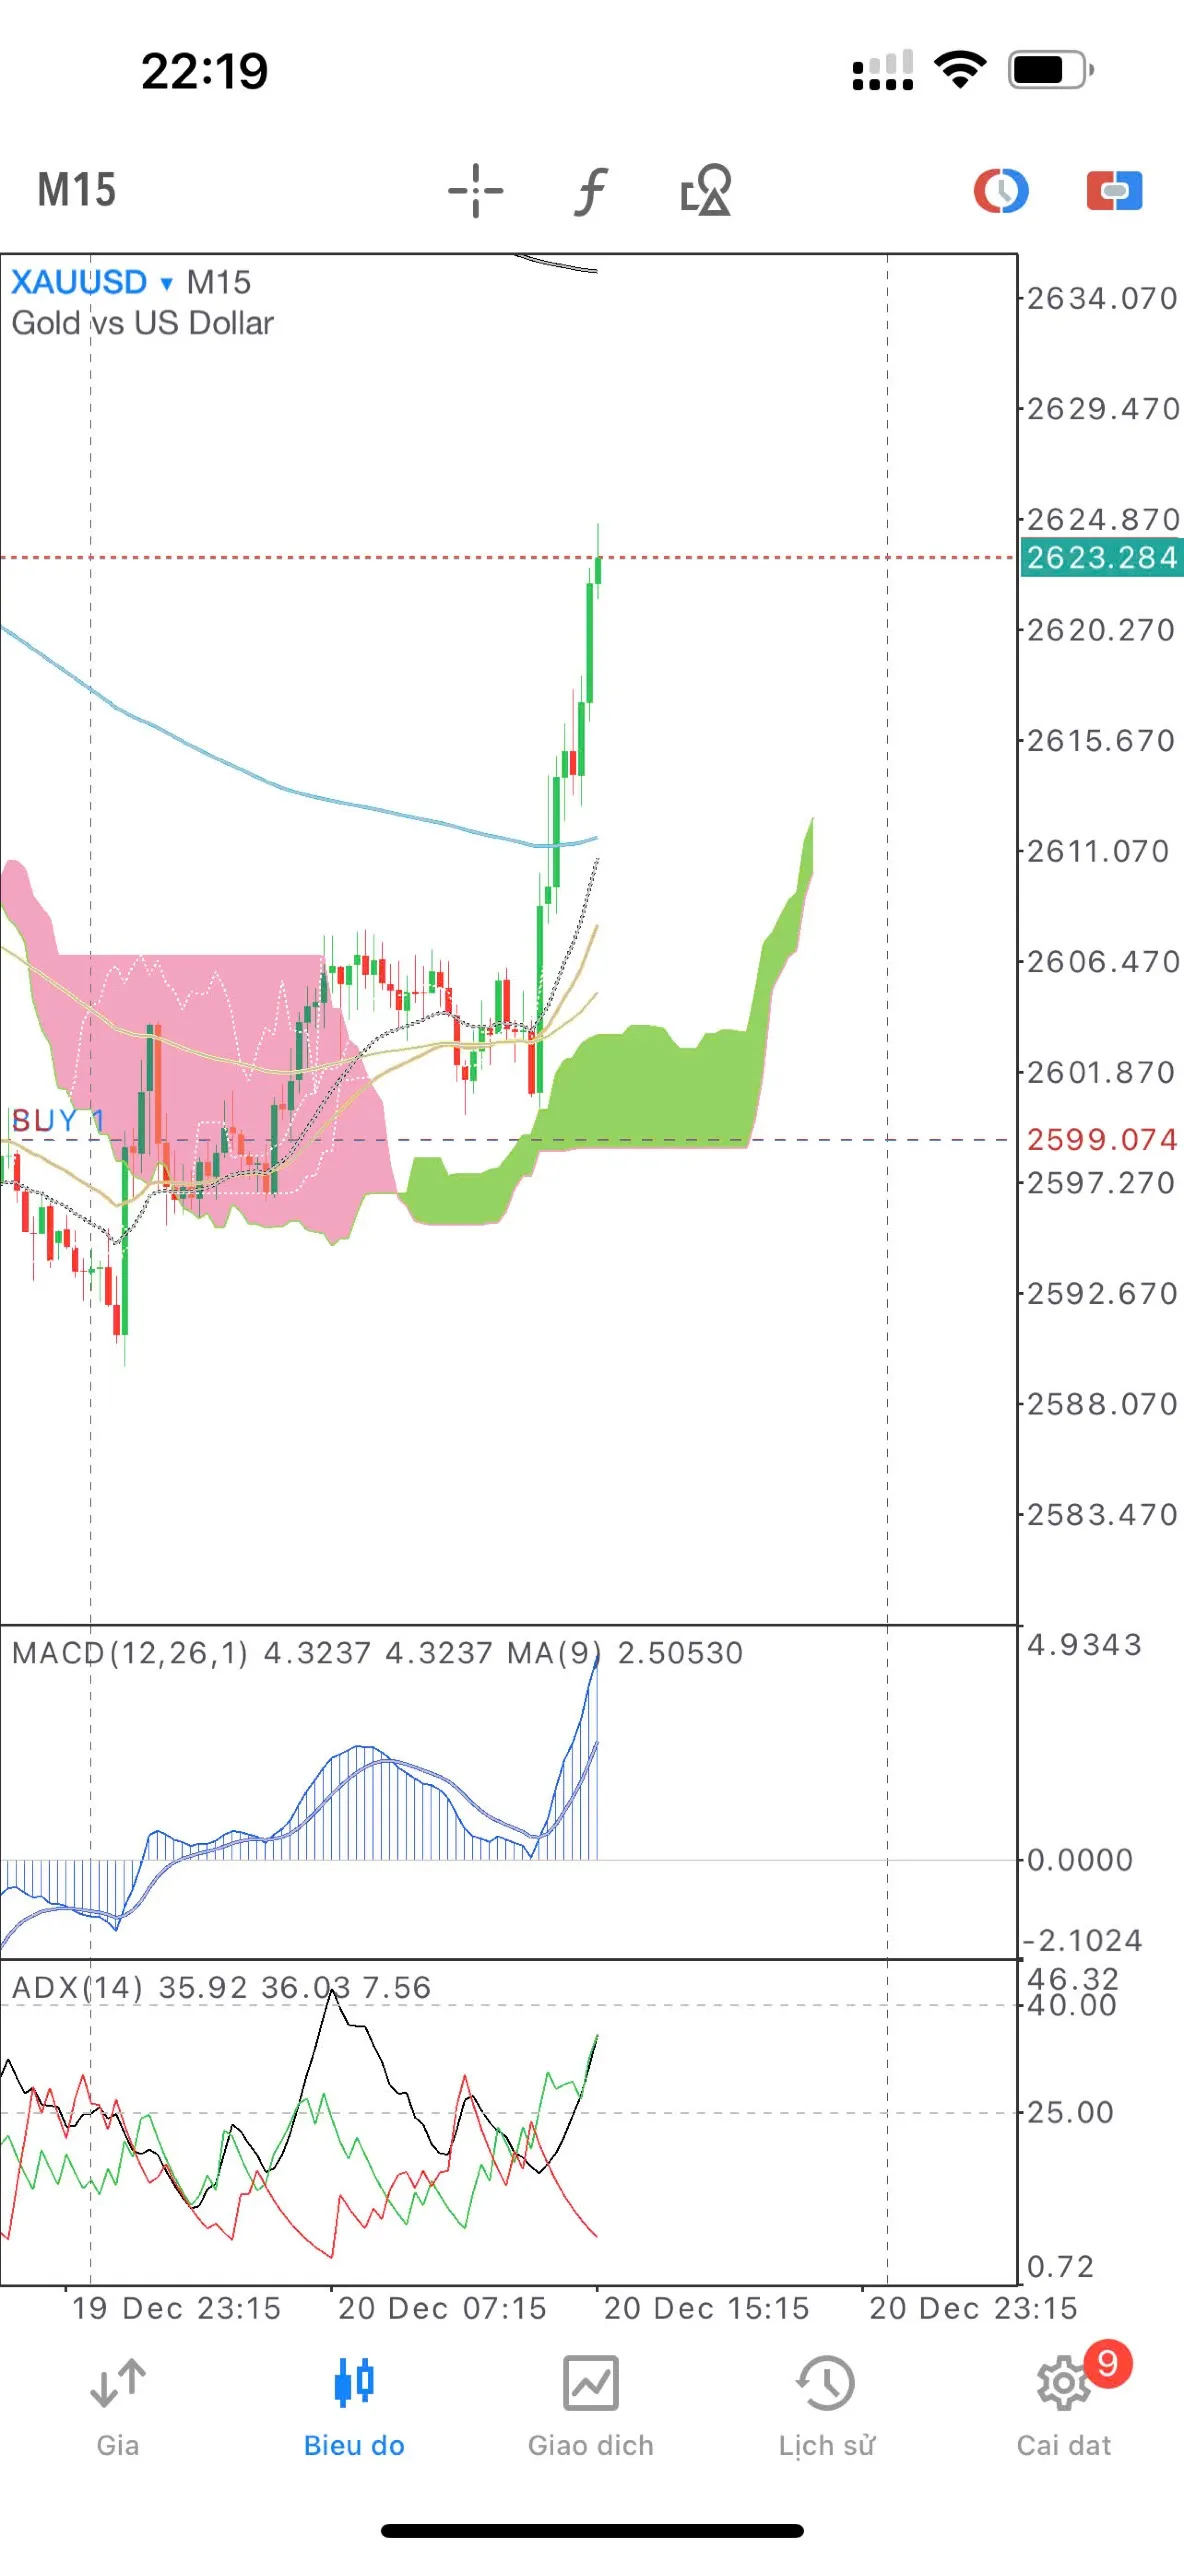 22:19
M15
XAUUSD ▾ M15
Gold vs US Dollar
2634.070
2629.470
2624.870
2623.284
2620.270
2615.670
2611.070
2606.470
2601.870
BUY 1
2599.074
2597.270
2592.670
2588.070
2583.470
MACD(12,26,1) 4.3237 4.3237 MA(9) 2.50530
4.9343
0.0000
-2.1024
ADX(14) 35.92 36.03 7.56
46.32
40.00
25.00
0.72
19 Dec 23:15
20 Dec 07:15
20 Dec 15:15
20 Dec 23:15
9
Gia
Bieu do
Giao dich
Lịch sử
Cai dat